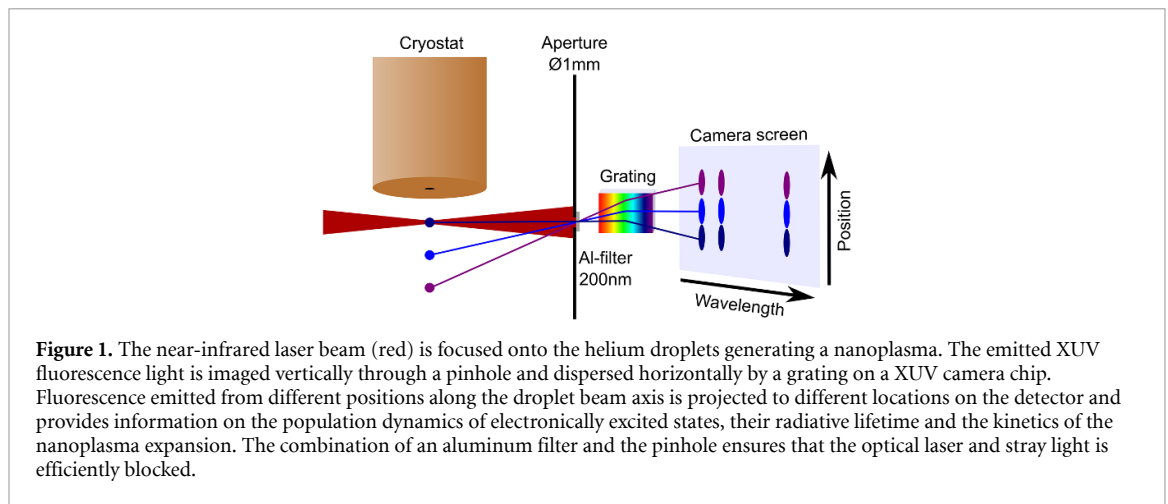 Cryostat
Aperture
Ø1mm
Camera screen
Grating
Position
Al-filter
200nm
Wavelength
Figure 1. The near-infrared laser beam (red) is focused onto the helium droplets generating a nanoplasma. The emitted XUV
fluorescence light is imaged vertically through a pinhole and dispersed horizontally by a grating on a XUV camera chip.
Fluorescence emitted from different positions along the droplet beam axis is projected to different locations on the detector and
provides information on the population dynamics of electronically excited states, their radiative lifetime and the kinetics of the
nanoplasma expansion. The combination of an aluminum filter and the pinhole ensures that the optical laser and stray light is
efficiently blocked.